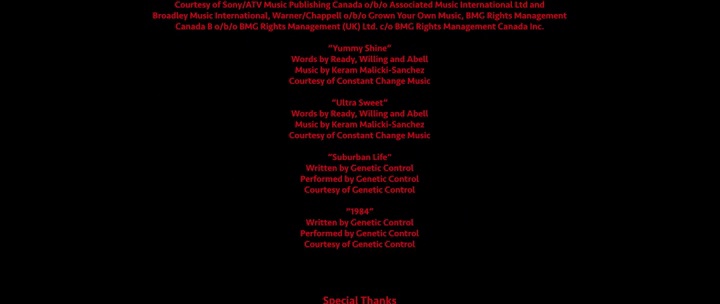 Courtesy of Sony/ATV Music Publishing Canada o/b/o Associated Music International Ltd and
Broadley Music International, Warner/Chappell o/b/o Grown Your Own Music, BMG Rights Management
Canada B o/b/o BMG Rights Management (UK) Ltd. c/o BMG Rights Management Canada Inc.
"Yummy Shine"
Words by Ready, Willing and Abell
Music by Keram Malicki-Sanchez
Courtesy of Constant Change Music
"Ultra Sweet"
Words by Ready, Willing and Abell
Music by Keram Malicki-Sanchez
Courtesy of Constant Change Music
"Suburban Life"
Written by Genetic Control
Performed by Genetic Control
Courtesy of Genetic Control
"1984"
Written by Genetic Control
Performed by Genetic Control
Courtesy of Genetic Control
Special Thanks